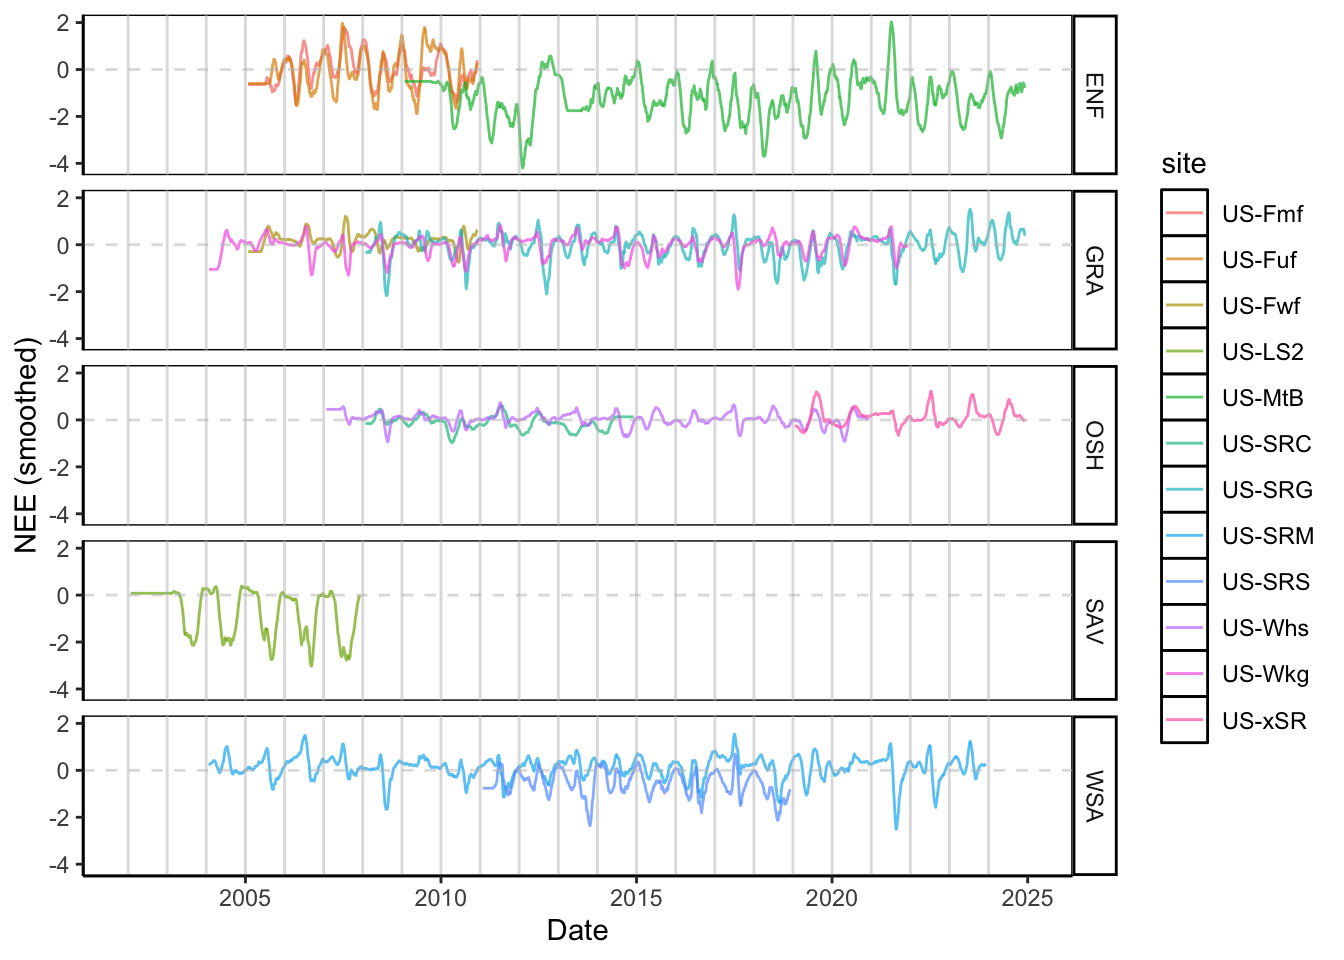 NEE (smoothed)
2
0
-2
-4
ENF
2
0
-2
-4
GRA
2
0
-2
-4
OSH
2
0
-2
-4
SAV
2
0
-2
-4
WSA
2005
2010
2015
2020
2025
Date
site
US-Fmf
US-Fuf
US-Fwf
US-LS2
US-MtB
US-SRC
US-SRG
US-SRM
US-SRS
US-Whs
US-Wkg
US-xSR